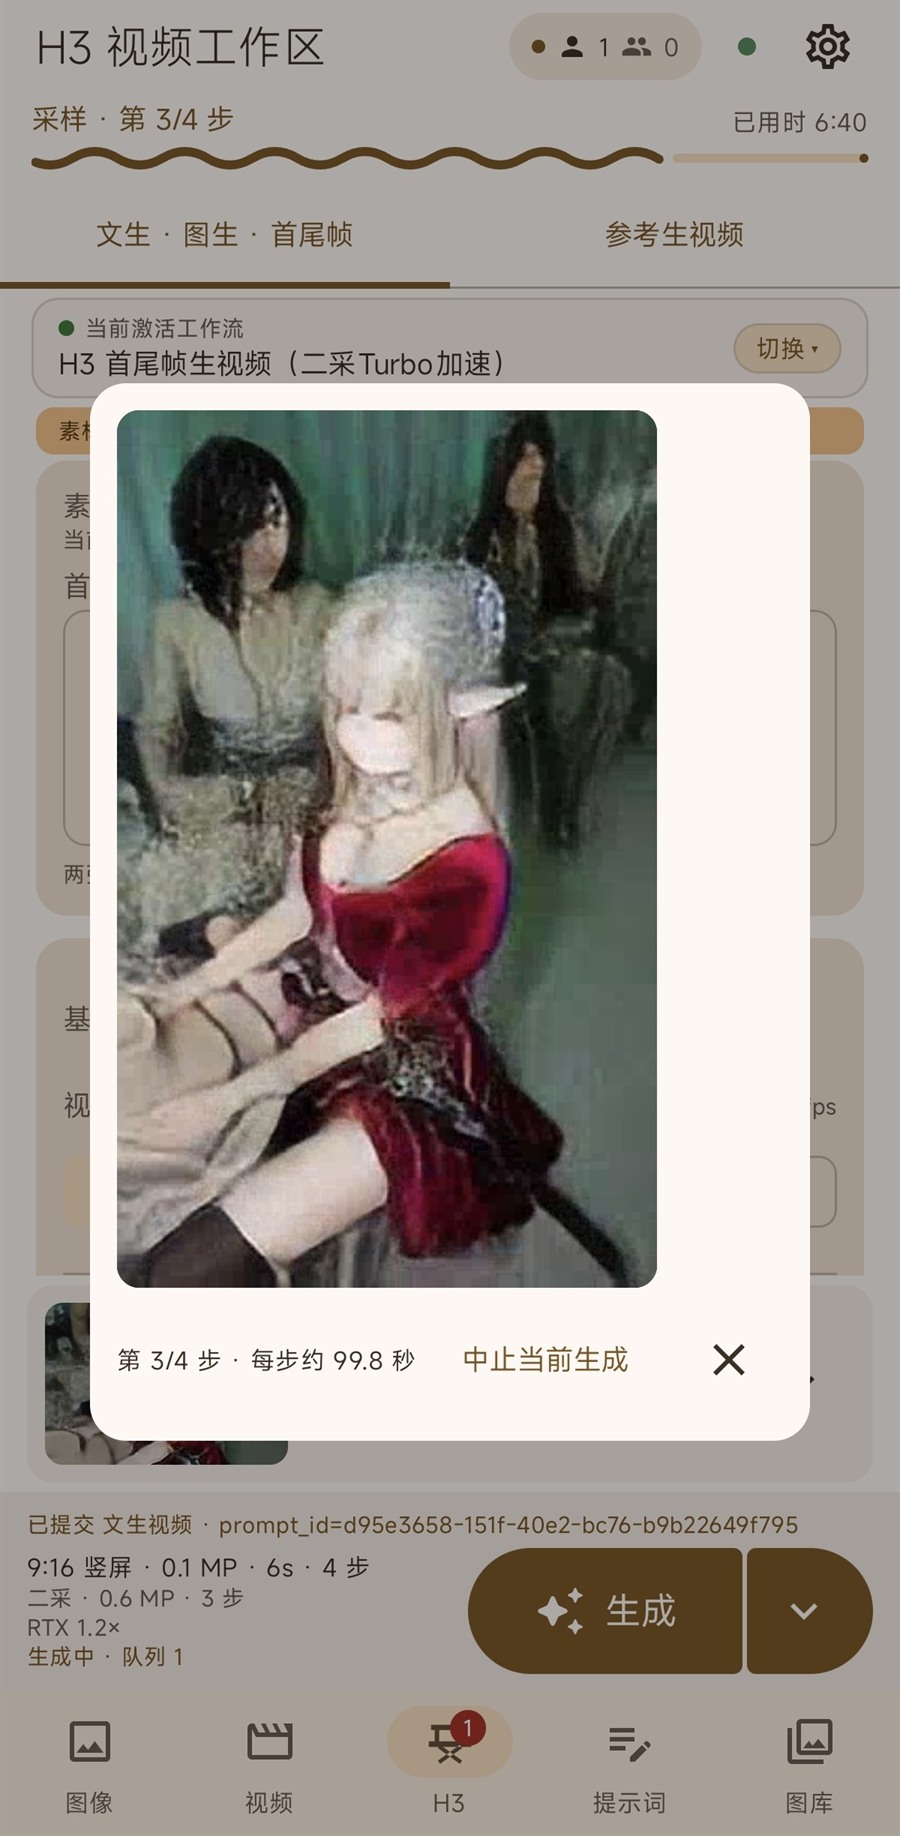 H3 视频工作区
1 0
采样 · 第 3/4 步
已用时 6:40
文生 · 图生 · 首尾帧
参考生视频
当前激活工作流
H3 首尾帧生视频（二采Turbo加速）
切换
素
当
首
基
视
ps
第 3/4 步 · 每步约 99.8 秒
中止当前生成
已提交 文生视频 · prompt_id=d95e3658-151f-40e2-bc76-b9b22649f795
9:16 竖屏 · 0.1 MP · 6s · 4 步
二采 · 0.6 MP · 3 步
RTX 1.2×
生成中 · 队列 1
生成
1
图像
视频
H3
提示词
图库